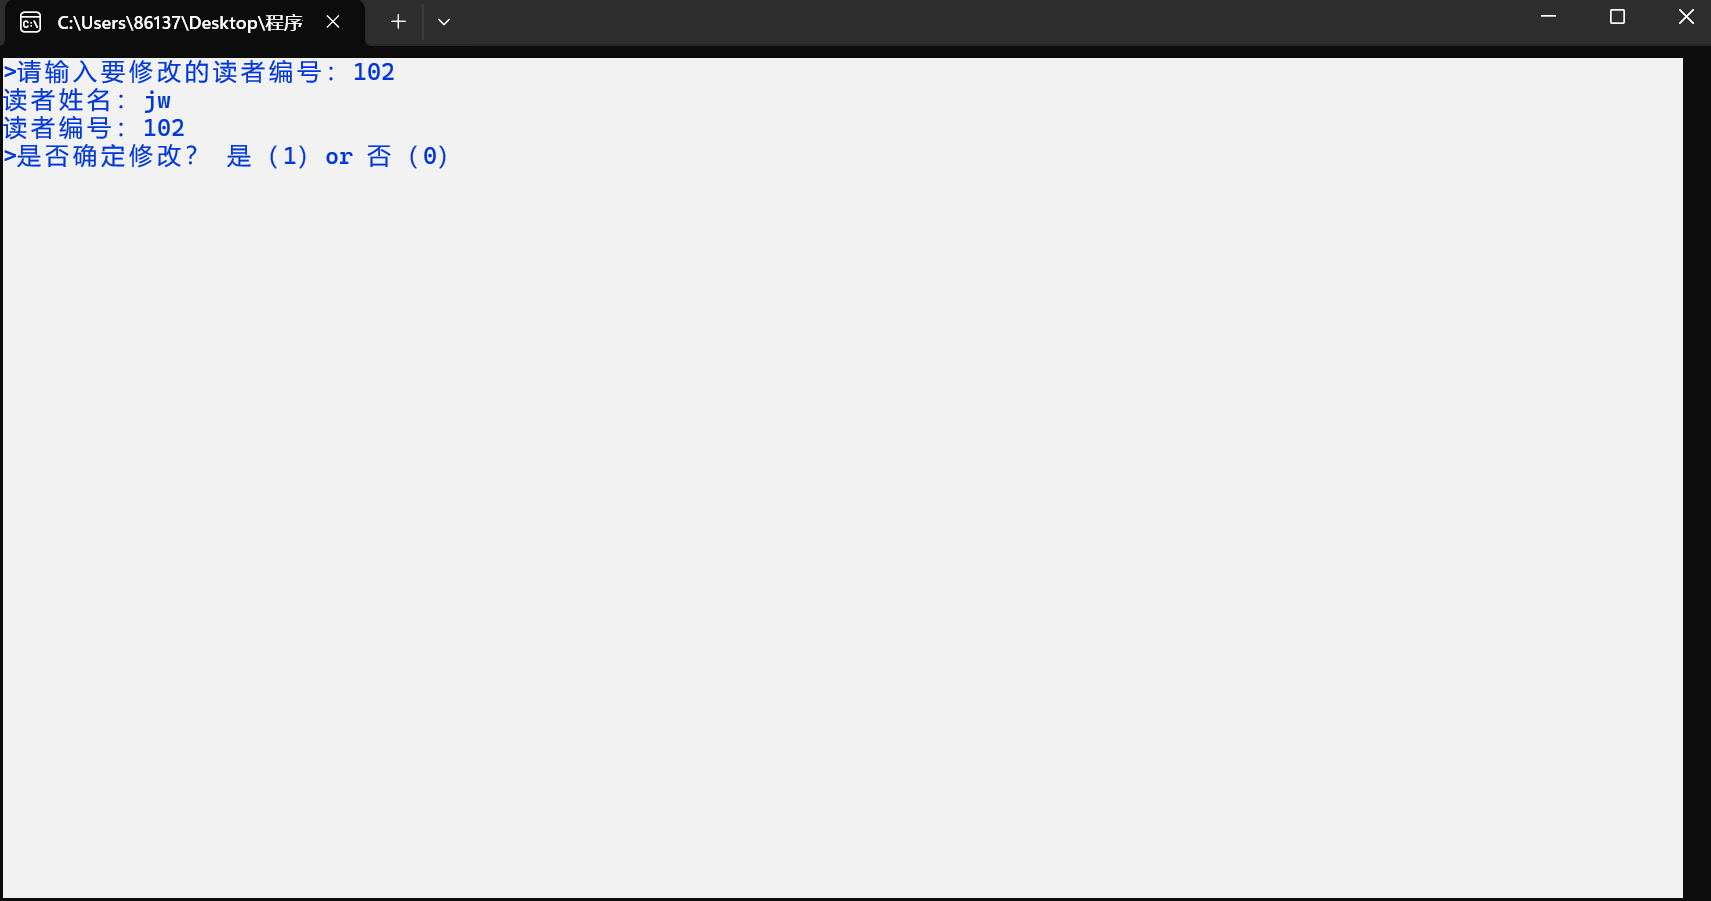 C:\Users\86137\Desktop\程序
>请输入要修改的读者编号：102
读者姓名：jw
读者编号：102
>是否确定修改？ 是（1）or 否（0）